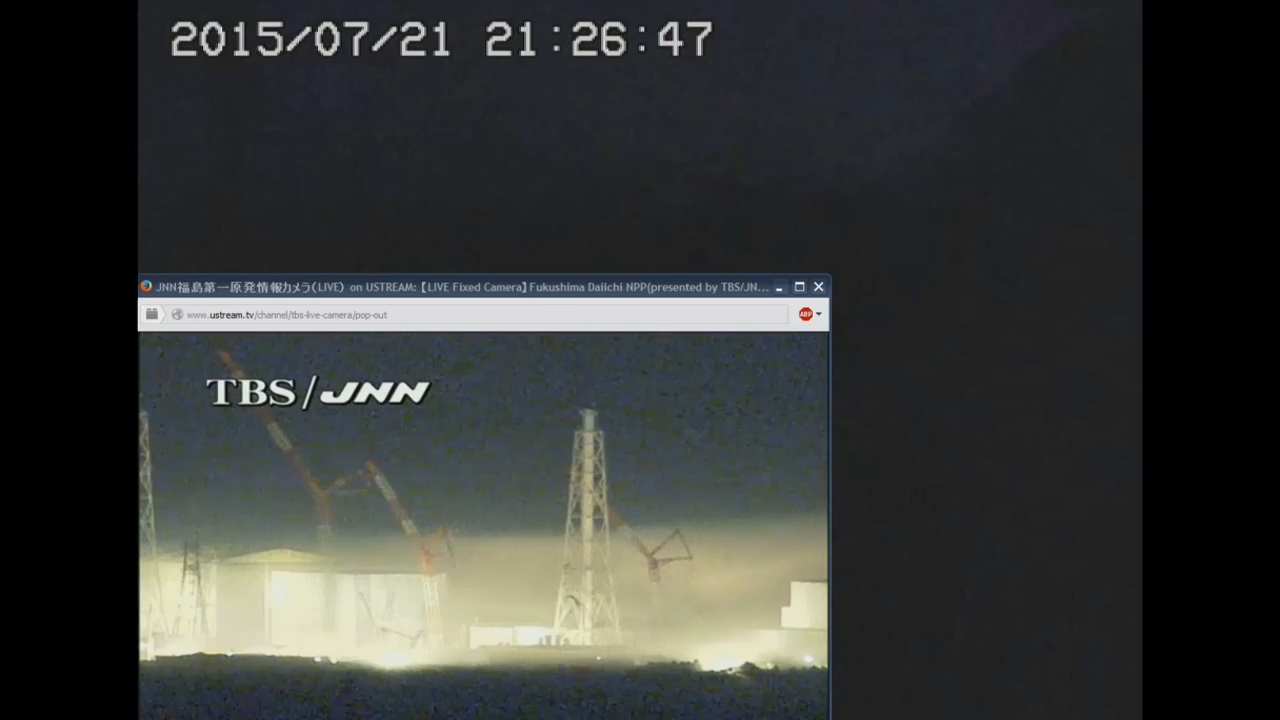 2015/07/21 21:26:47
JNN福島第一原発情報カメラ(LIVE) on USTREAM: 【LIVE Fixed Camera】 Fukushima Daiichi NPP(presented by TBS/JN...
www.ustream.tv/channel/tbs-live-camera/pop-out
ABP
TBS/JNN